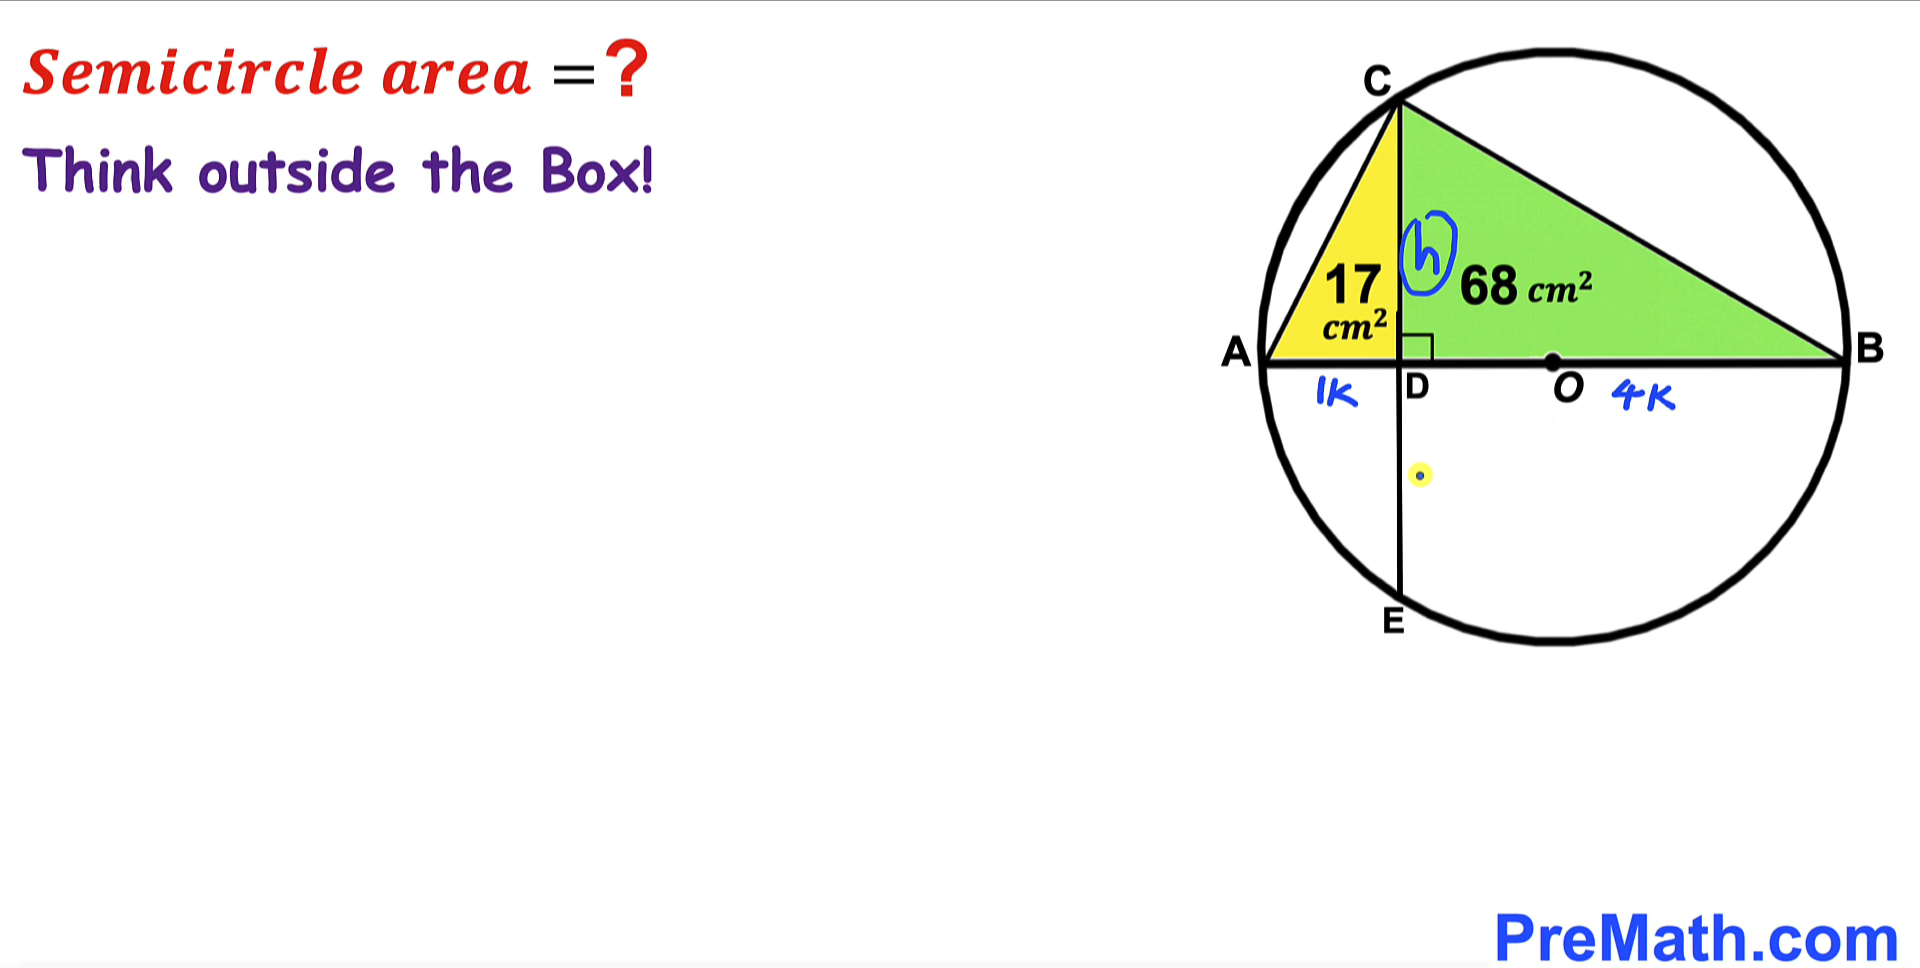 Semicircle area =?
Think outside the Box!
C
h
17 cm²
68 cm²
A
B
1K
D
O
4K
E
PreMath.com